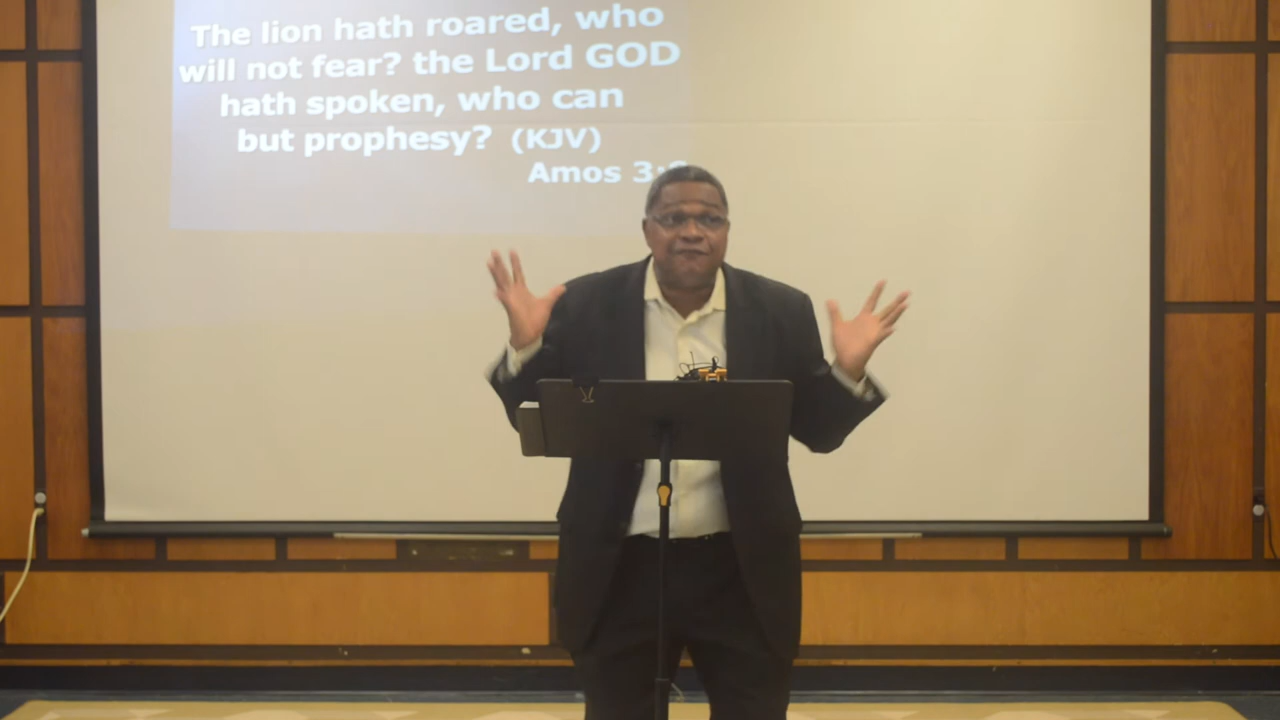 The lion hath roared, who
will not fear? the Lord GOD
hath spoken, who can
but prophesy? (KJV)
Amos 3: